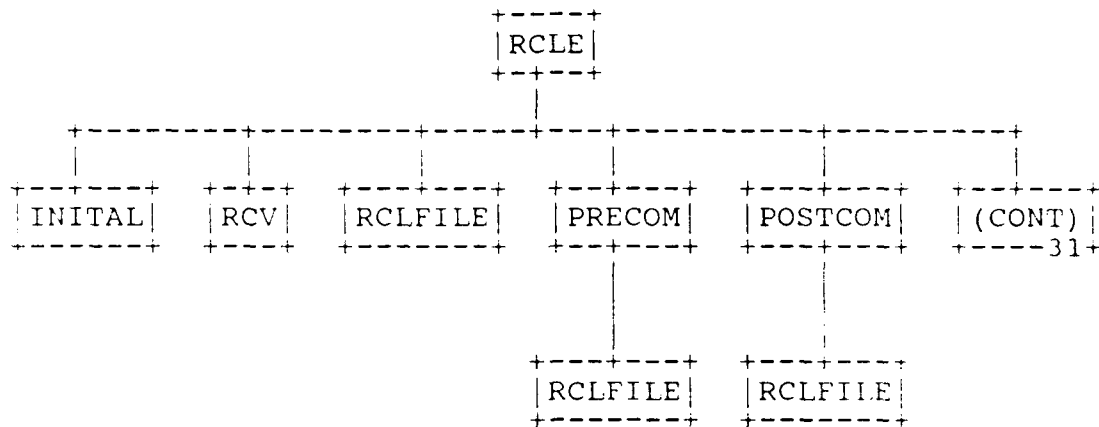 RCLE
INITAL RCV RCLFILE PRECOM POSTCOM (CONT)
31
RCLFILE RCLFILE